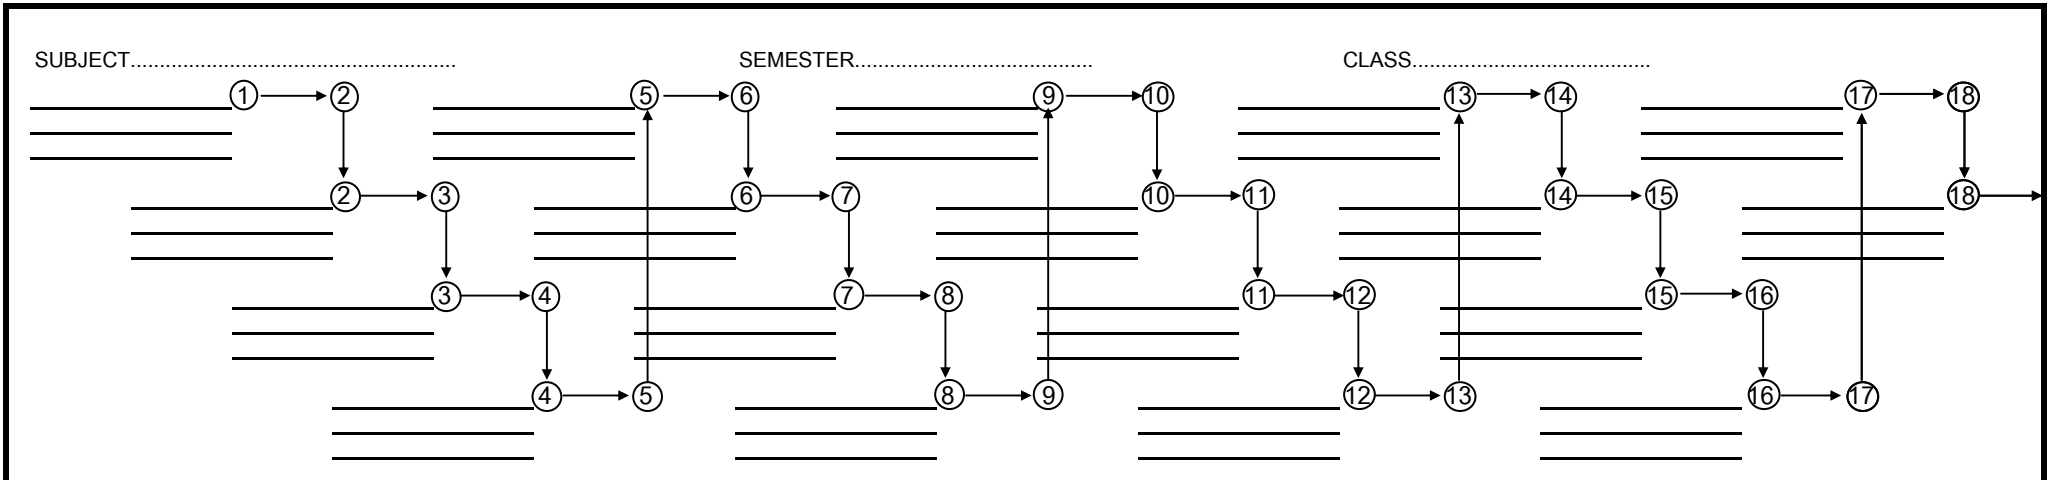 SUBJECT........................................................ SEMESTER......................................... CLASS.........................................
1 2 5 6 9 10 13 14 17 18
2 3 6 7 10 11 14 15 18
3 4 7 8 11 12 15 16
4 5 8 9 12 13 16 17